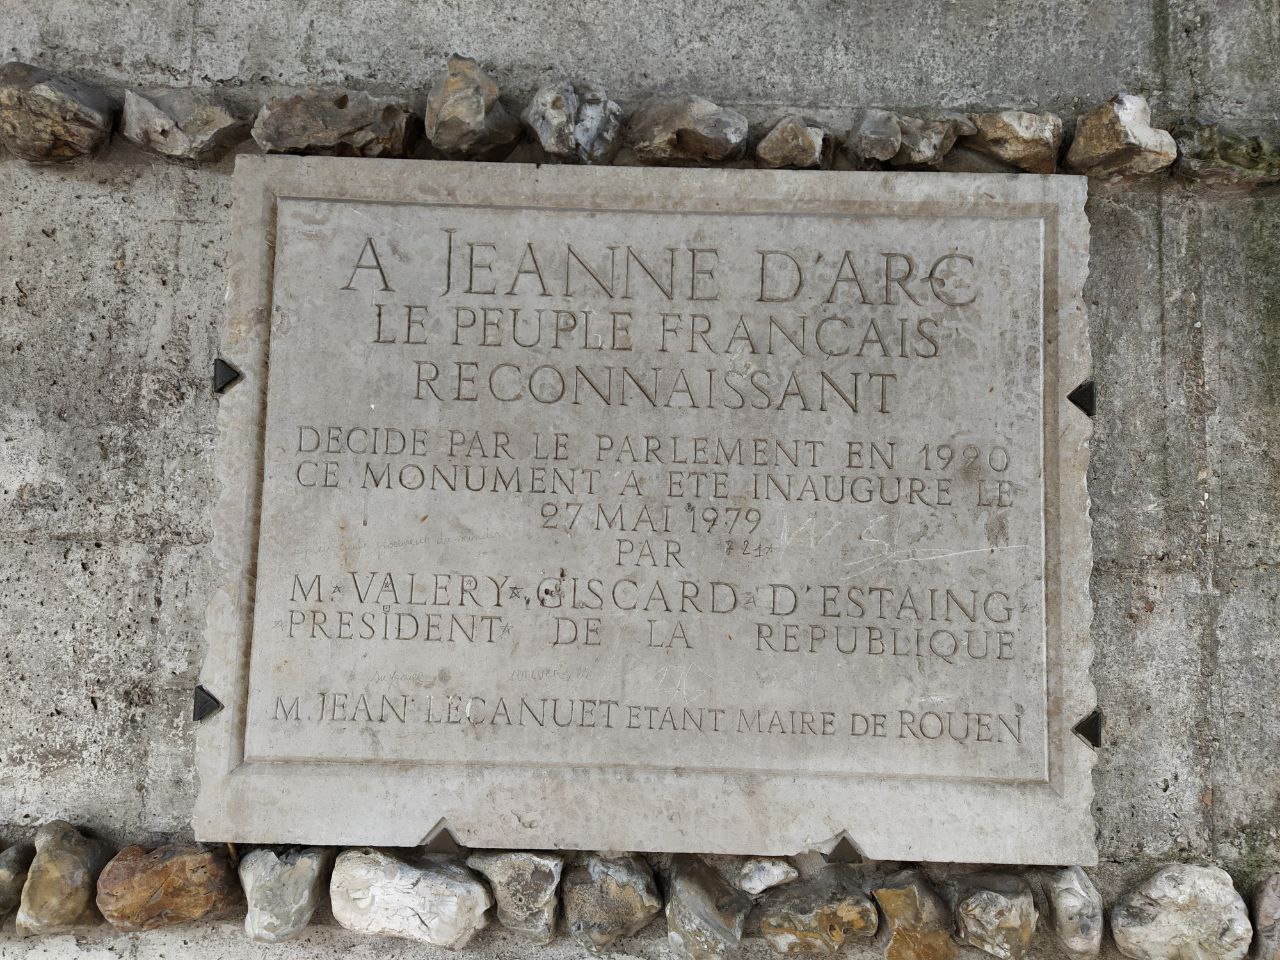 A JEANNE D'ARC
LE PEUPLE FRANÇAIS
RECONNAISSANT
DECIDE PAR LE PARLEMENT EN 1920
CE MONUMENT A ETE INAUGURE LE
27 MAI 1979
PAR
M. VALERY GISCARD D'ESTAING
PRESIDENT DE LA REPUBLIQUE
M. JEAN LECANUET ETANT MAIRE DE ROUEN